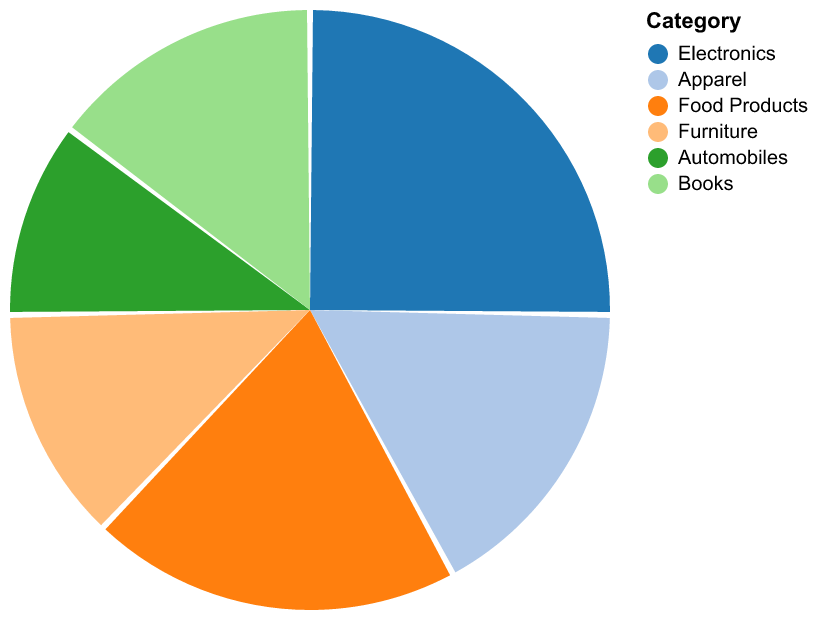 Category
Electronics
Apparel
Food Products
Furniture
Automobiles
Books